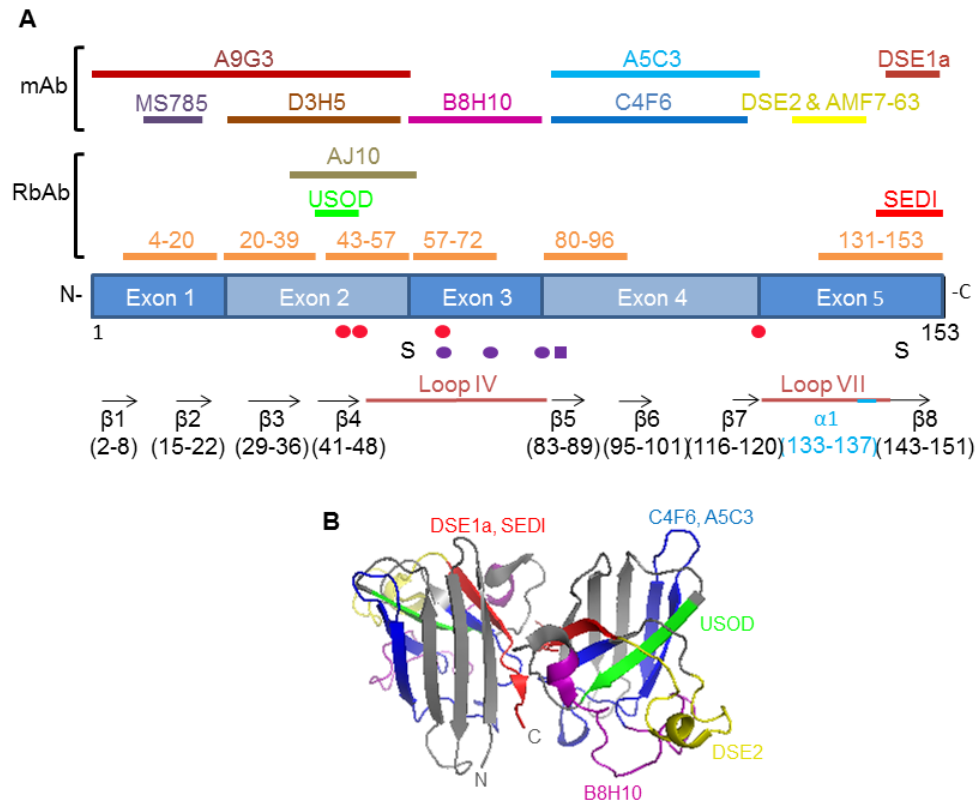 A
A9G3
A5C3
DSE1a
mAb
MS785
D3H5
B8H10
C4F6
DSE2 & AMF7-63
AJ10
RbAb
USOD
SEDI
4-20
20-39
43-57
57-72
80-96
131-153
N-
Exon 1
Exon 2
Exon 3
Exon 4
Exon 5
-C
1
153
S
S
Loop IV
Loop VII
β1
β2
β3
β4
β5
β6
β7
α1
β8
(2-8)
(15-22)
(29-36)
(41-48)
(83-89)
(95-101)
(116-120)
(133-137)
(143-151)
B
DSE1a, SEDI
C4F6, A5C3
USOD
C
N
DSE2
B8H10